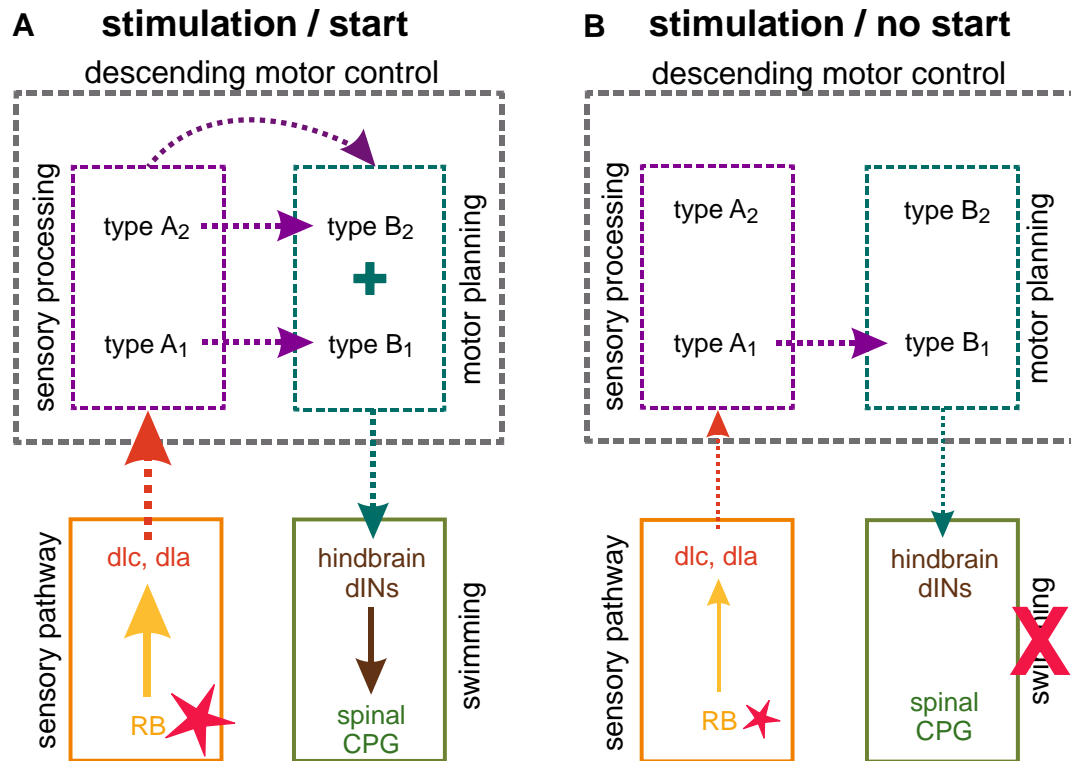 A stimulation / start
descending motor control
sensory processing
type A2
type B2
+
type A1
type B1
motor planning
sensory pathway
dlc, dla
RB
hindbrain
dINs
spinal
CPG
swimming
B stimulation / no start
descending motor control
sensory processing
type A2
type B2
type A1
type B1
motor planning
sensory pathway
dlc, dla
RB
hindbrain
dINs
spinal
CPG
swimming
X